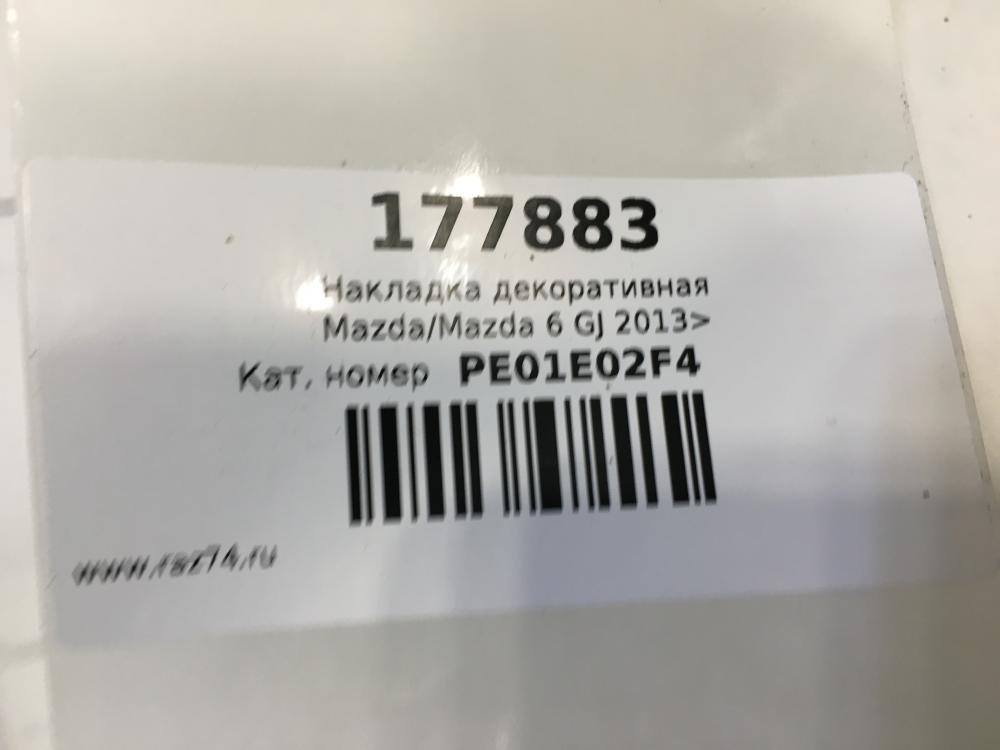 177883
Накладка декоративная
Mazda/Mazda 6 GJ 2013>
Кат. номер PE01E02F4
www.raz74.ru